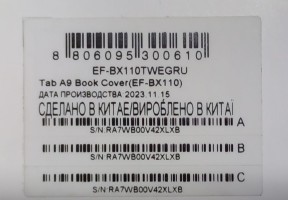 8 806095 300610
EF-BX110TWEGRU
Tab A9 Book Cover(EF-BX110)
ДАТА ПРОИЗВОДСТВА 2023.11.15
СДЕЛАНО В КИТАЕ/ВИРОБЛЕНО В КИТАЇ
A
S/N:RA7WB00V42XLXB
B
S/N:RA7WB00V42XLXB
C
S/N:RA7WB00V42XLXB